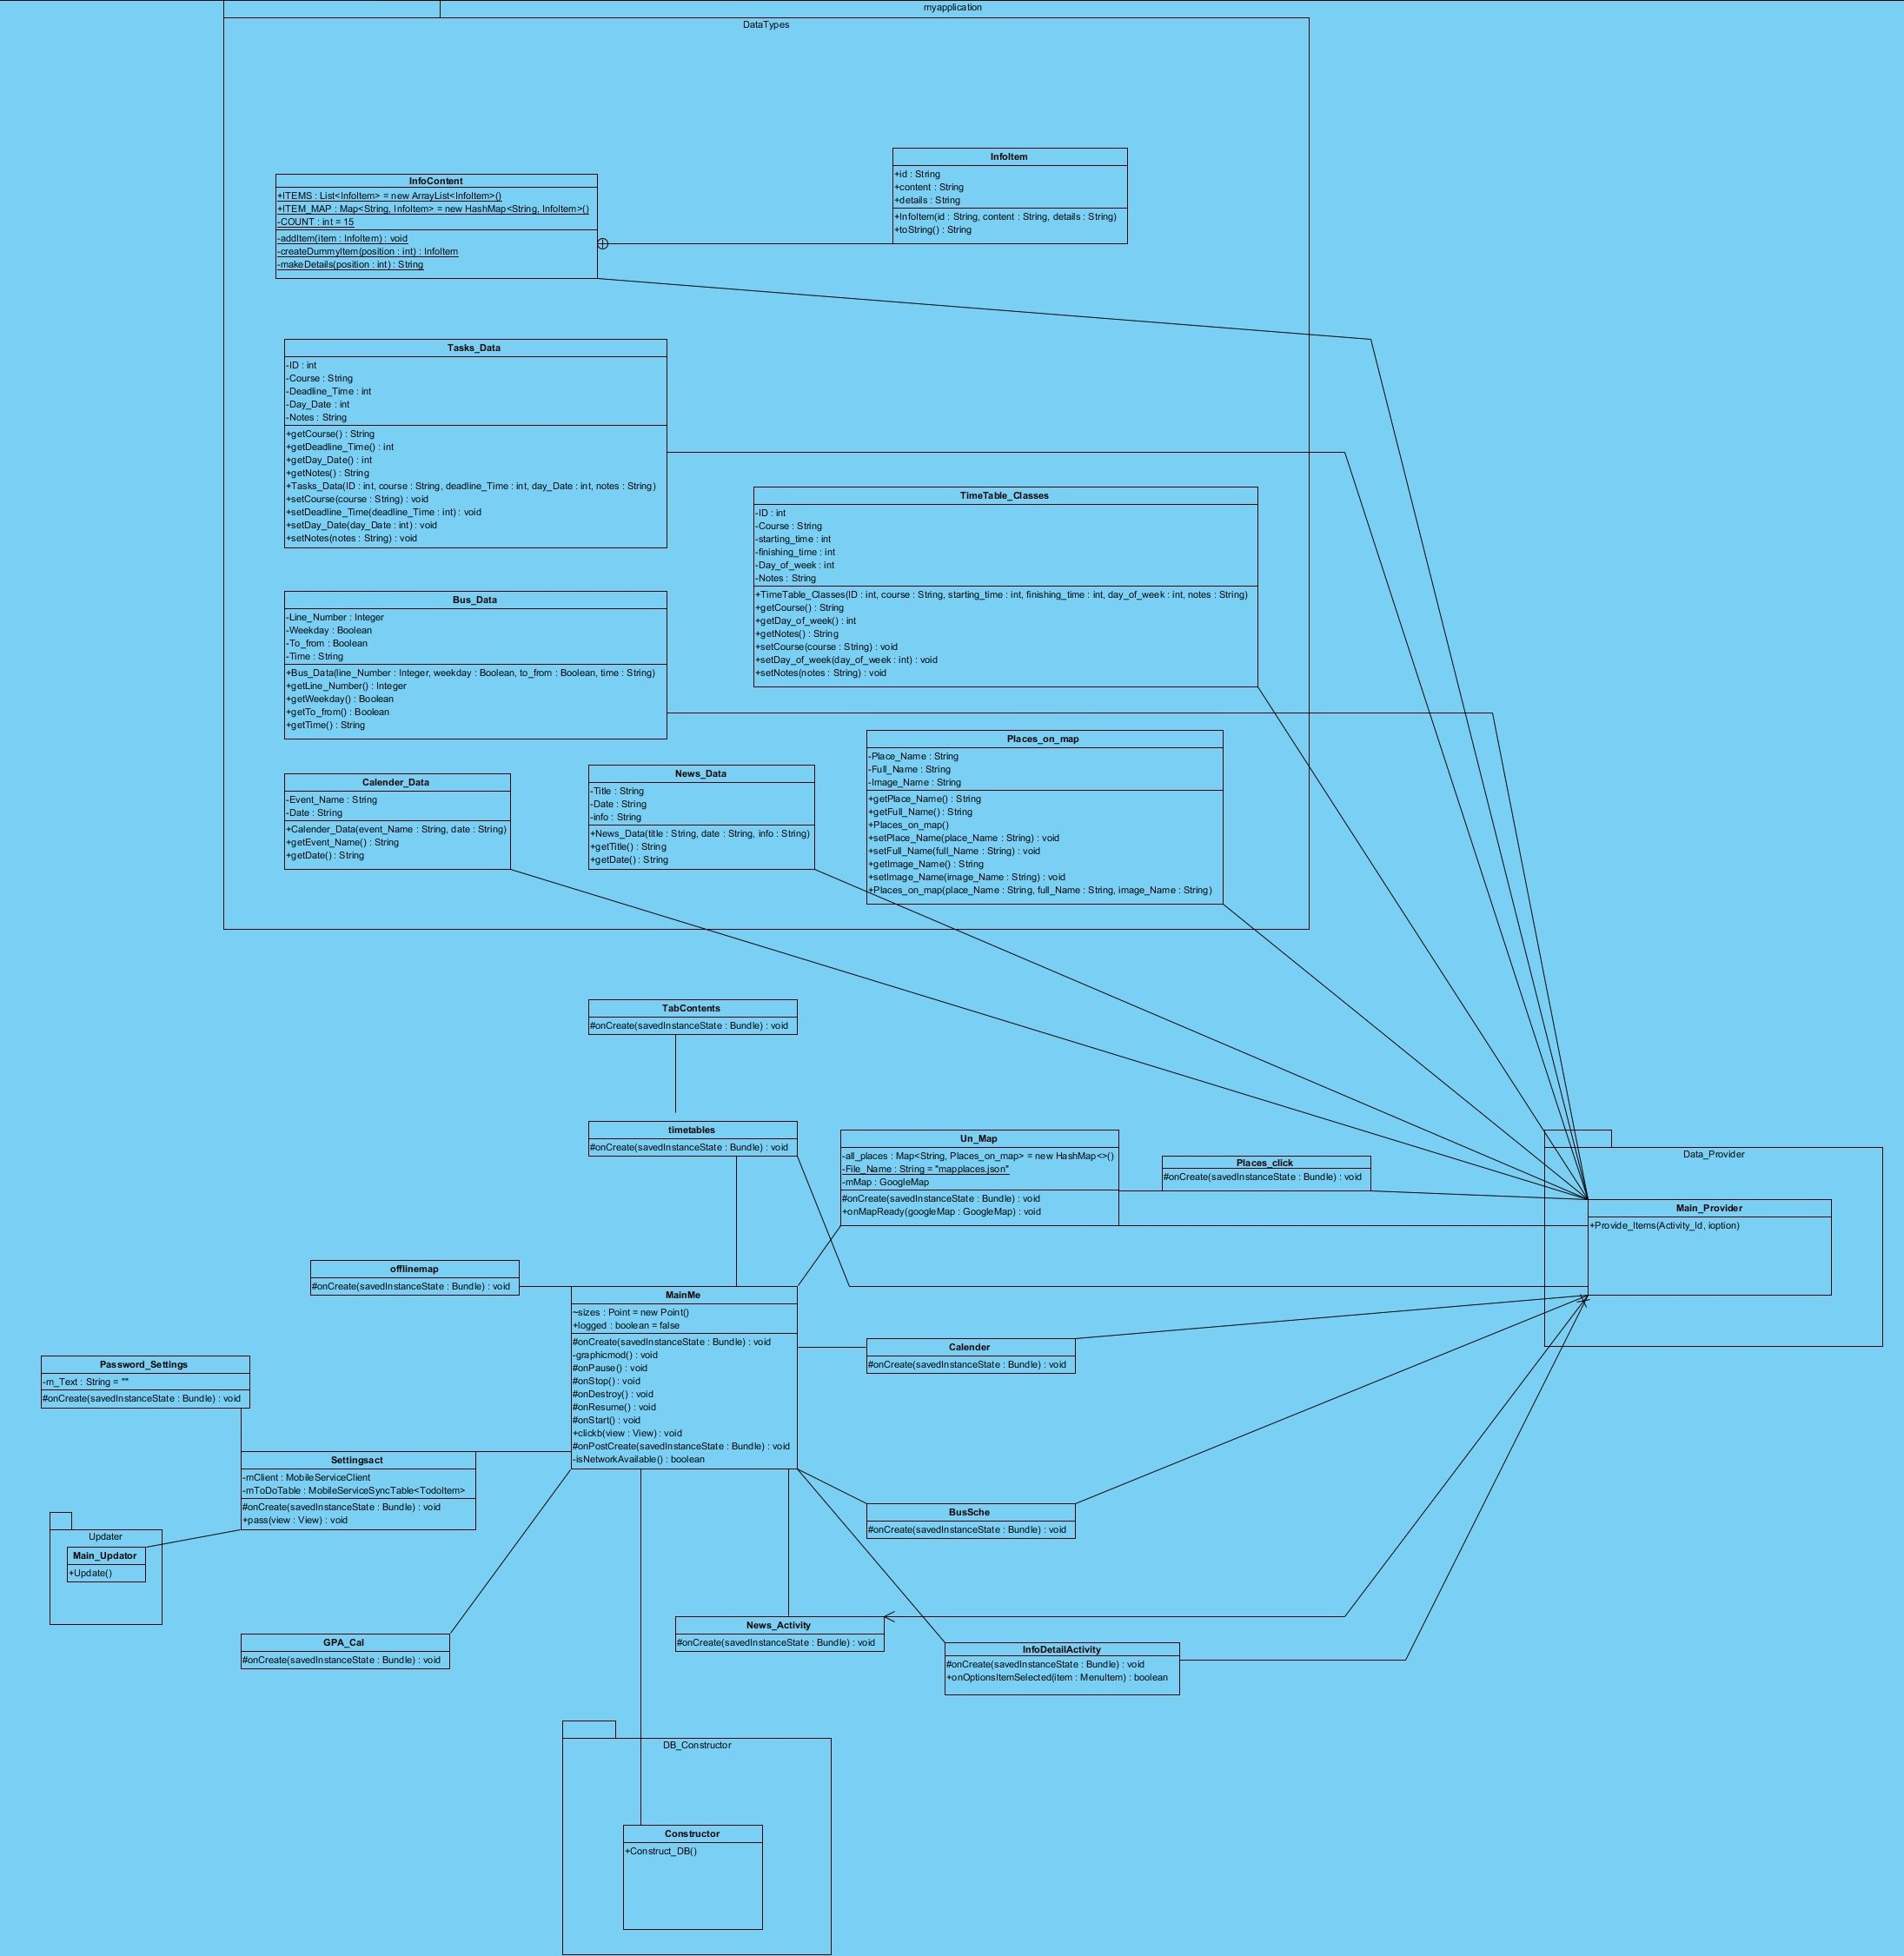 myapplication
DataTypes
InfoItem
+id : String
+content : String
+details : String
+InfoItem(id : String, content : String, details : String)
+toString() : String
InfoContent
+ITEMS : List<InfoItem> = new ArrayList<InfoItem>()
+ITEM_MAP : Map<String, InfoItem> = new HashMap<String, InfoItem>()
-COUNT : int = 15
-addItem(item : InfoItem) : void
-createDummyItem(position : int) : InfoItem
-makeDetails(position : int) : String
Tasks_Data
-ID : int
-Course : String
-Deadline_Time : int
-Day_Date : int
-Notes : String
+getCourse() : String
+getDeadline_Time() : int
+getDay_Date() : int
+getNotes() : String
+Tasks_Data(ID : int, course : String, deadline_Time : int, day_Date : int, notes : String)
+setCourse(course : String) : void
+setDeadline_Time(deadline_Time : int) : void
+setDay_Date(day_Date : int) : void
+setNotes(notes : String) : void
TimeTable_Classes
-ID : int
-Course : String
-starting_time : int
-finishing_time : int
-Day_of_week : int
-Notes : String
+TimeTable_Classes(ID : int, course : String, starting_time : int, finishing_time : int, day_of_week : int, notes : String)
+getCourse() : String
+getDay_of_week() : int
+getNotes() : String
+setCourse(course : String) : void
+setDay_of_week(day_of_week : int) : void
+setNotes(notes : String) : void
Bus_Data
-Line_Number : Integer
-Weekday : Boolean
-To_from : Boolean
-Time : String
+Bus_Data(line_Number : Integer, weekday : Boolean, to_from : Boolean, time : String)
+getLine_Number() : Integer
+getWeekday() : Boolean
+getTo_from() : Boolean
+getTime() : String
Places_on_map
-Place_Name : String
-Full_Name : String
-Image_Name : String
+getPlace_Name() : String
+getFull_Name() : String
+Places_on_map()
+setPlace_Name(place_Name : String) : void
+setFull_Name(full_Name : String) : void
+getImage_Name() : String
+setImage_Name(image_Name : String) : void
+Places_on_map(place_Name : String, full_Name : String, image_Name : String)
Calender_Data
-Event_Name : String
-Date : String
+Calender_Data(event_Name : String, date : String)
+getEvent_Name() : String
+getDate() : String
News_Data
-Title : String
-Date : String
-info : String
+News_Data(title : String, date : String, info : String)
+getTitle() : String
+getDate() : String
TabContents
#onCreate(savedInstanceState : Bundle) : void
timetables
#onCreate(savedInstanceState : Bundle) : void
Un_Map
-all_places : Map<String, Places_on_map> = new HashMap<>()
-File_Name : String = "mapplaces.json"
-mMap : GoogleMap
#onCreate(savedInstanceState : Bundle) : void
+onMapReady(googleMap : GoogleMap) : void
Places_click
#onCreate(savedInstanceState : Bundle) : void
Data_Provider
Main_Provider
+Provide_Items(Activity_Id, ioption)
offlinemap
#onCreate(savedInstanceState : Bundle) : void
MainMe
~sizes : Point = new Point()
+logged : boolean = false
#onCreate(savedInstanceState : Bundle) : void
-graphicmod() : void
#onPause() : void
#onStop() : void
#onDestroy() : void
#onResume() : void
#onStart() : void
+clickb(view : View) : void
#onPostCreate(savedInstanceState : Bundle) : void
-isNetworkAvailable() : boolean
Calender
#onCreate(savedInstanceState : Bundle) : void
Password_Settings
-m_Text : String = ""
#onCreate(savedInstanceState : Bundle) : void
Settingsact
-mClient : MobileServiceClient
-mToDoTable : MobileServiceSyncTable<TodoItem>
#onCreate(savedInstanceState : Bundle) : void
+pass(view : View) : void
BusSche
#onCreate(savedInstanceState : Bundle) : void
Updater
Main_Updator
+Update()
News_Activity
#onCreate(savedInstanceState : Bundle) : void
GPA_Cal
#onCreate(savedInstanceState : Bundle) : void
InfoDetailActivity
#onCreate(savedInstanceState : Bundle) : void
+onOptionsItemSelected(item : MenuItem) : boolean
DB_Constructor
Constructor
+Construct_DB()